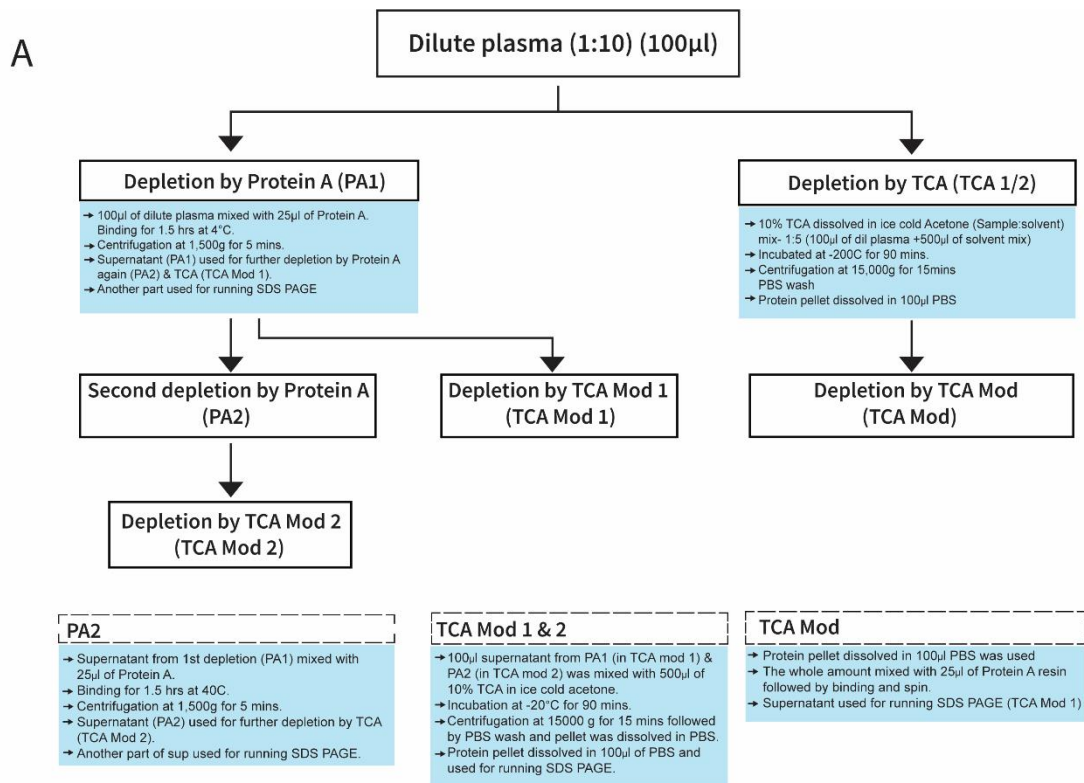 A
Dilute plasma (1:10) (100µl)
Depletion by Protein A (PA1)
→ 100µl of dilute plasma mixed with 25µl of Protein A.
Binding for 1.5 hrs at 4°C.
→ Centrifugation at 1,500g for 5 mins.
→ Supernatant (PA1) used for further depletion by Protein A
again (PA2) & TCA (TCA Mod 1).
→ Another part used for running SDS PAGE
Depletion by TCA (TCA 1/2)
→ 10% TCA dissolved in ice cold Acetone (Sample:solvent)
mix- 1:5 (100µl of dil plasma +500µl of solvent mix)
→ Incubated at -200C for 90 mins.
→ Centrifugation at 15,000g for 15mins
PBS wash
→ Protein pellet dissolved in 100µl PBS
Second depletion by Protein A
(PA2)
Depletion by TCA Mod 1
(TCA Mod 1)
Depletion by TCA Mod
(TCA Mod)
Depletion by TCA Mod 2
(TCA Mod 2)
PA2
→ Supernatant from 1st depletion (PA1) mixed with
25µl of Protein A.
→ Binding for 1.5 hrs at 40C.
→ Centrifugation at 1,500g for 5 mins.
→ Supernatant (PA2) used for further depletion by TCA
(TCA Mod 2).
→ Another part of sup used for running SDS PAGE.
TCA Mod 1 & 2
→ 100µl supernatant from PA1 (in TCA mod 1) &
PA2 (in TCA mod 2) was mixed with 500µl of
10% TCA in ice cold acetone.
→ Incubation at -20°C for 90 mins.
→ Centrifugation at 15000 g for 15 mins followed
by PBS wash and pellet was dissolved in PBS.
→ Protein pellet dissolved in 100µl of PBS and
used for running SDS PAGE.
TCA Mod
→ Protein pellet dissolved in 100µl PBS was used
→ The whole amount mixed with 25µl of Protein A resin
followed by binding and spin.
→ Supernatant used for running SDS PAGE (TCA Mod 1)